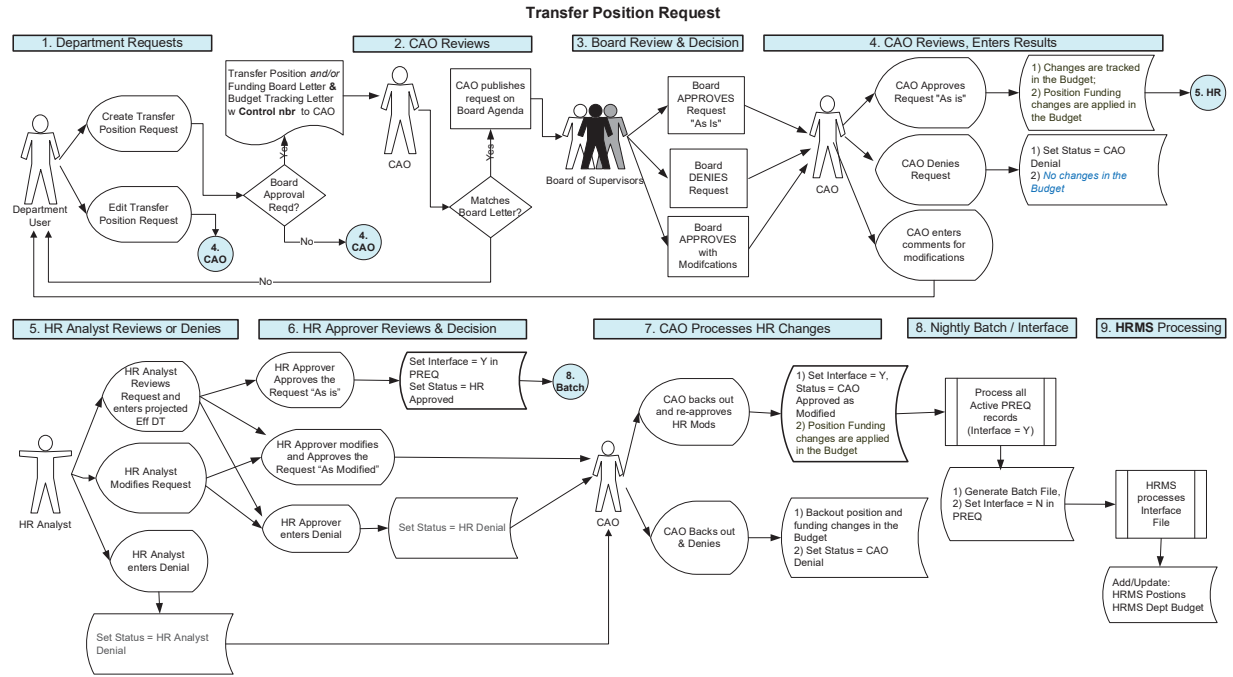 Transfer Position Request
1. Department Requests
2. CAO Reviews
3. Board Review & Decision
4. CAO Reviews, Enters Results
Department
User
Create Transfer
Position Request
Edit Transfer
Position Request
4.
CAO
Transfer Position and/or
Funding Board Letter &
Budget Tracking Letter
w Control nbr to CAO
Yes
Board
Approval
Reqd?
No
4.
CAO
CAO
CAO publishes
request on
Board Agenda
Yes
Matches
Board Letter?
No
Board of Supervisors
Board
APPROVES
Request
"As Is"
Board
DENIES
Request
Board
APPROVES
with
Modifcations
CAO
CAO Approves
Request "As is"
1) Changes are tracked
in the Budget;
2) Position Funding
changes are applied in
the Budget
5. HR
CAO Denies
Request
1) Set Status = CAO
Denial
2) No changes in the
Budget
CAO enters
comments for
modifications
5. HR Analyst Reviews or Denies
6. HR Approver Reviews & Decision
7. CAO Processes HR Changes
8. Nightly Batch / Interface
9. HRMS Processing
HR Analyst
HR Analyst
Reviews
Request and
enters projected
Eff DT
HR Analyst
Modifies Request
HR Analyst
enters Denial
Set Status = HR Analyst
Denial
HR Approver
Approves the
Request “As is”
Set Interface = Y in
PREQ
Set Status = HR
Approved
8.
Batch
HR Approver modifies
and Approves the
Request “As Modified”
HR Approver
enters Denial
Set Status = HR Denial
CAO
CAO backs out
and re-approves
HR Mods
1) Set Interface = Y,
Status = CAO
Approved as
Modified
2) Position Funding
changes are applied
in the Budget
CAO Backs out
& Denies
1) Backout position and
funding changes in the
Budget
2) Set Status = CAO
Denial
Process all
Active PREQ
records
(Interface = Y)
1) Generate Batch File,
2) Set Interface = N in
PREQ
HRMS
processes
Interface
File
Add/Update:
HRMS Postions
HRMS Dept Budget